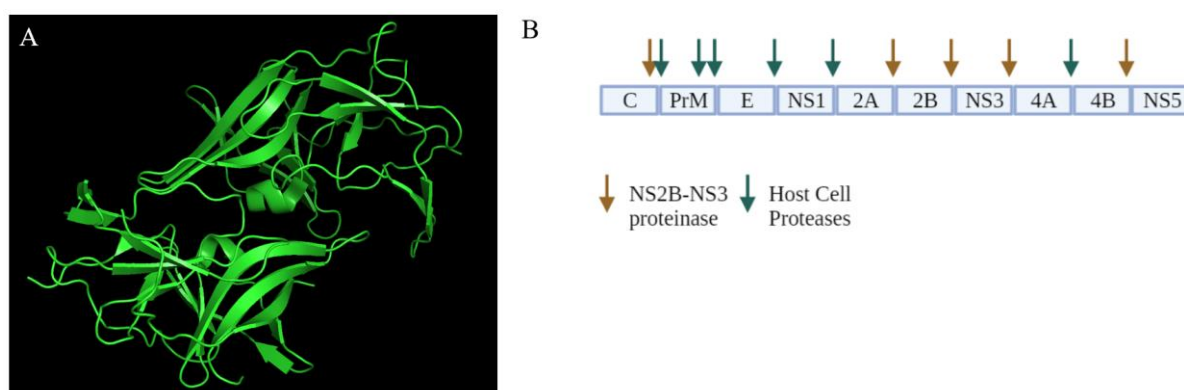 A
B
C PrM E NS1 2A 2B NS3 4A 4B NS5
NS2B-NS3 proteinase
Host Cell Proteases